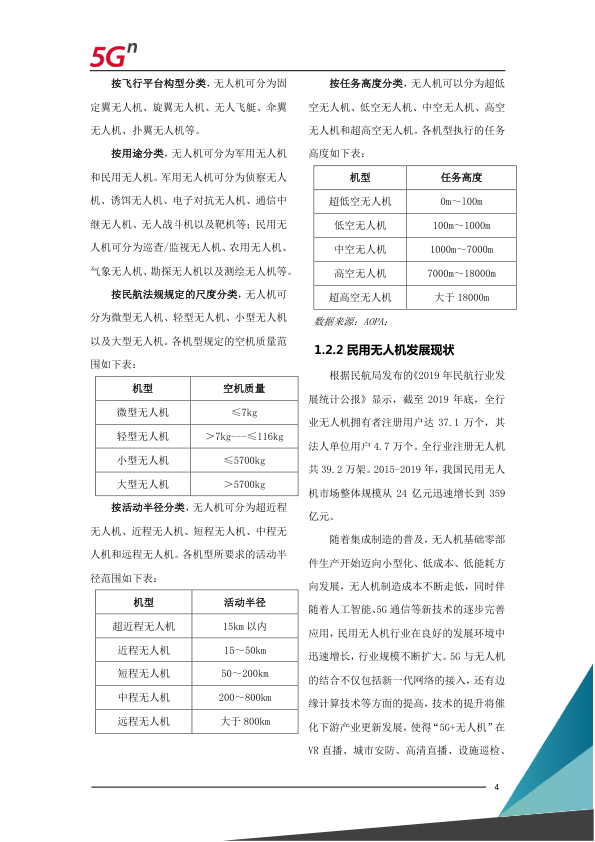 5Gn
按飞行平台构型分类，无人机可分为固
定翼无人机、旋翼无人机、无人飞艇、伞翼
无人机、扑翼无人机等。
按用途分类，无人机可分为军用无人机
和民用无人机。军用无人机可分为侦察无人
机、诱饵无人机、电子对抗无人机、通信中
继无人机、无人战斗机以及靶机等；民用无
人机可分为巡查/监视无人机、农用无人机、
气象无人机、勘探无人机以及测绘无人机等。
按民航法规规定的尺度分类，无人机可
分为微型无人机、轻型无人机、小型无人机
以及大型无人机。各机型规定的空机质量范
围如下表：
机型 空机质量
微型无人机 ≤7kg
轻型无人机 >7kg---≤116kg
小型无人机 ≤5700kg
大型无人机 >5700kg
按活动半径分类，无人机可分为超近程
无人机、近程无人机、短程无人机、中程无
人机和远程无人机。各机型所要求的活动半
径范围如下表：
机型 活动半径
超近程无人机 15km 以内
近程无人机 15～50km
短程无人机 50～200km
中程无人机 200～800km
远程无人机 大于 800km
按任务高度分类，无人机可以分为超低
空无人机、低空无人机、中空无人机、高空
无人机和超高空无人机。各机型执行的任务
高度如下表：
机型 任务高度
超低空无人机 0m～100m
低空无人机 100m～1000m
中空无人机 1000m～7000m
高空无人机 7000m～18000m
超高空无人机 大于 18000m
数据来源：AOPA；
1.2.2 民用无人机发展现状
根据民航局发布的《2019 年民航行业发
展统计公报》显示，截至 2019 年底，全行
业无人机拥有者注册用户达 37.1 万个，其
法人单位用户 4.7 万个。全行业注册无人机
共 39.2 万架。2015-2019 年，我国民用无人
机市场整体规模从 24 亿元迅速增长到 359
亿元。
随着集成制造的普及，无人机基础零部
件生产开始迈向小型化、低成本、低能耗方
向发展，无人机制造成本不断走低，同时伴
随着人工智能、5G 通信等新技术的逐步完善
应用，民用无人机行业在良好的发展环境中
迅速增长，行业规模不断扩大。5G 与无人机
的结合不仅包括新一代网络的接入，还有边
缘计算技术等方面的提高，技术的提升将催
化下游产业更新发展，使得“5G+无人机”在
VR 直播、城市安防、高清直播、设施巡检、
4